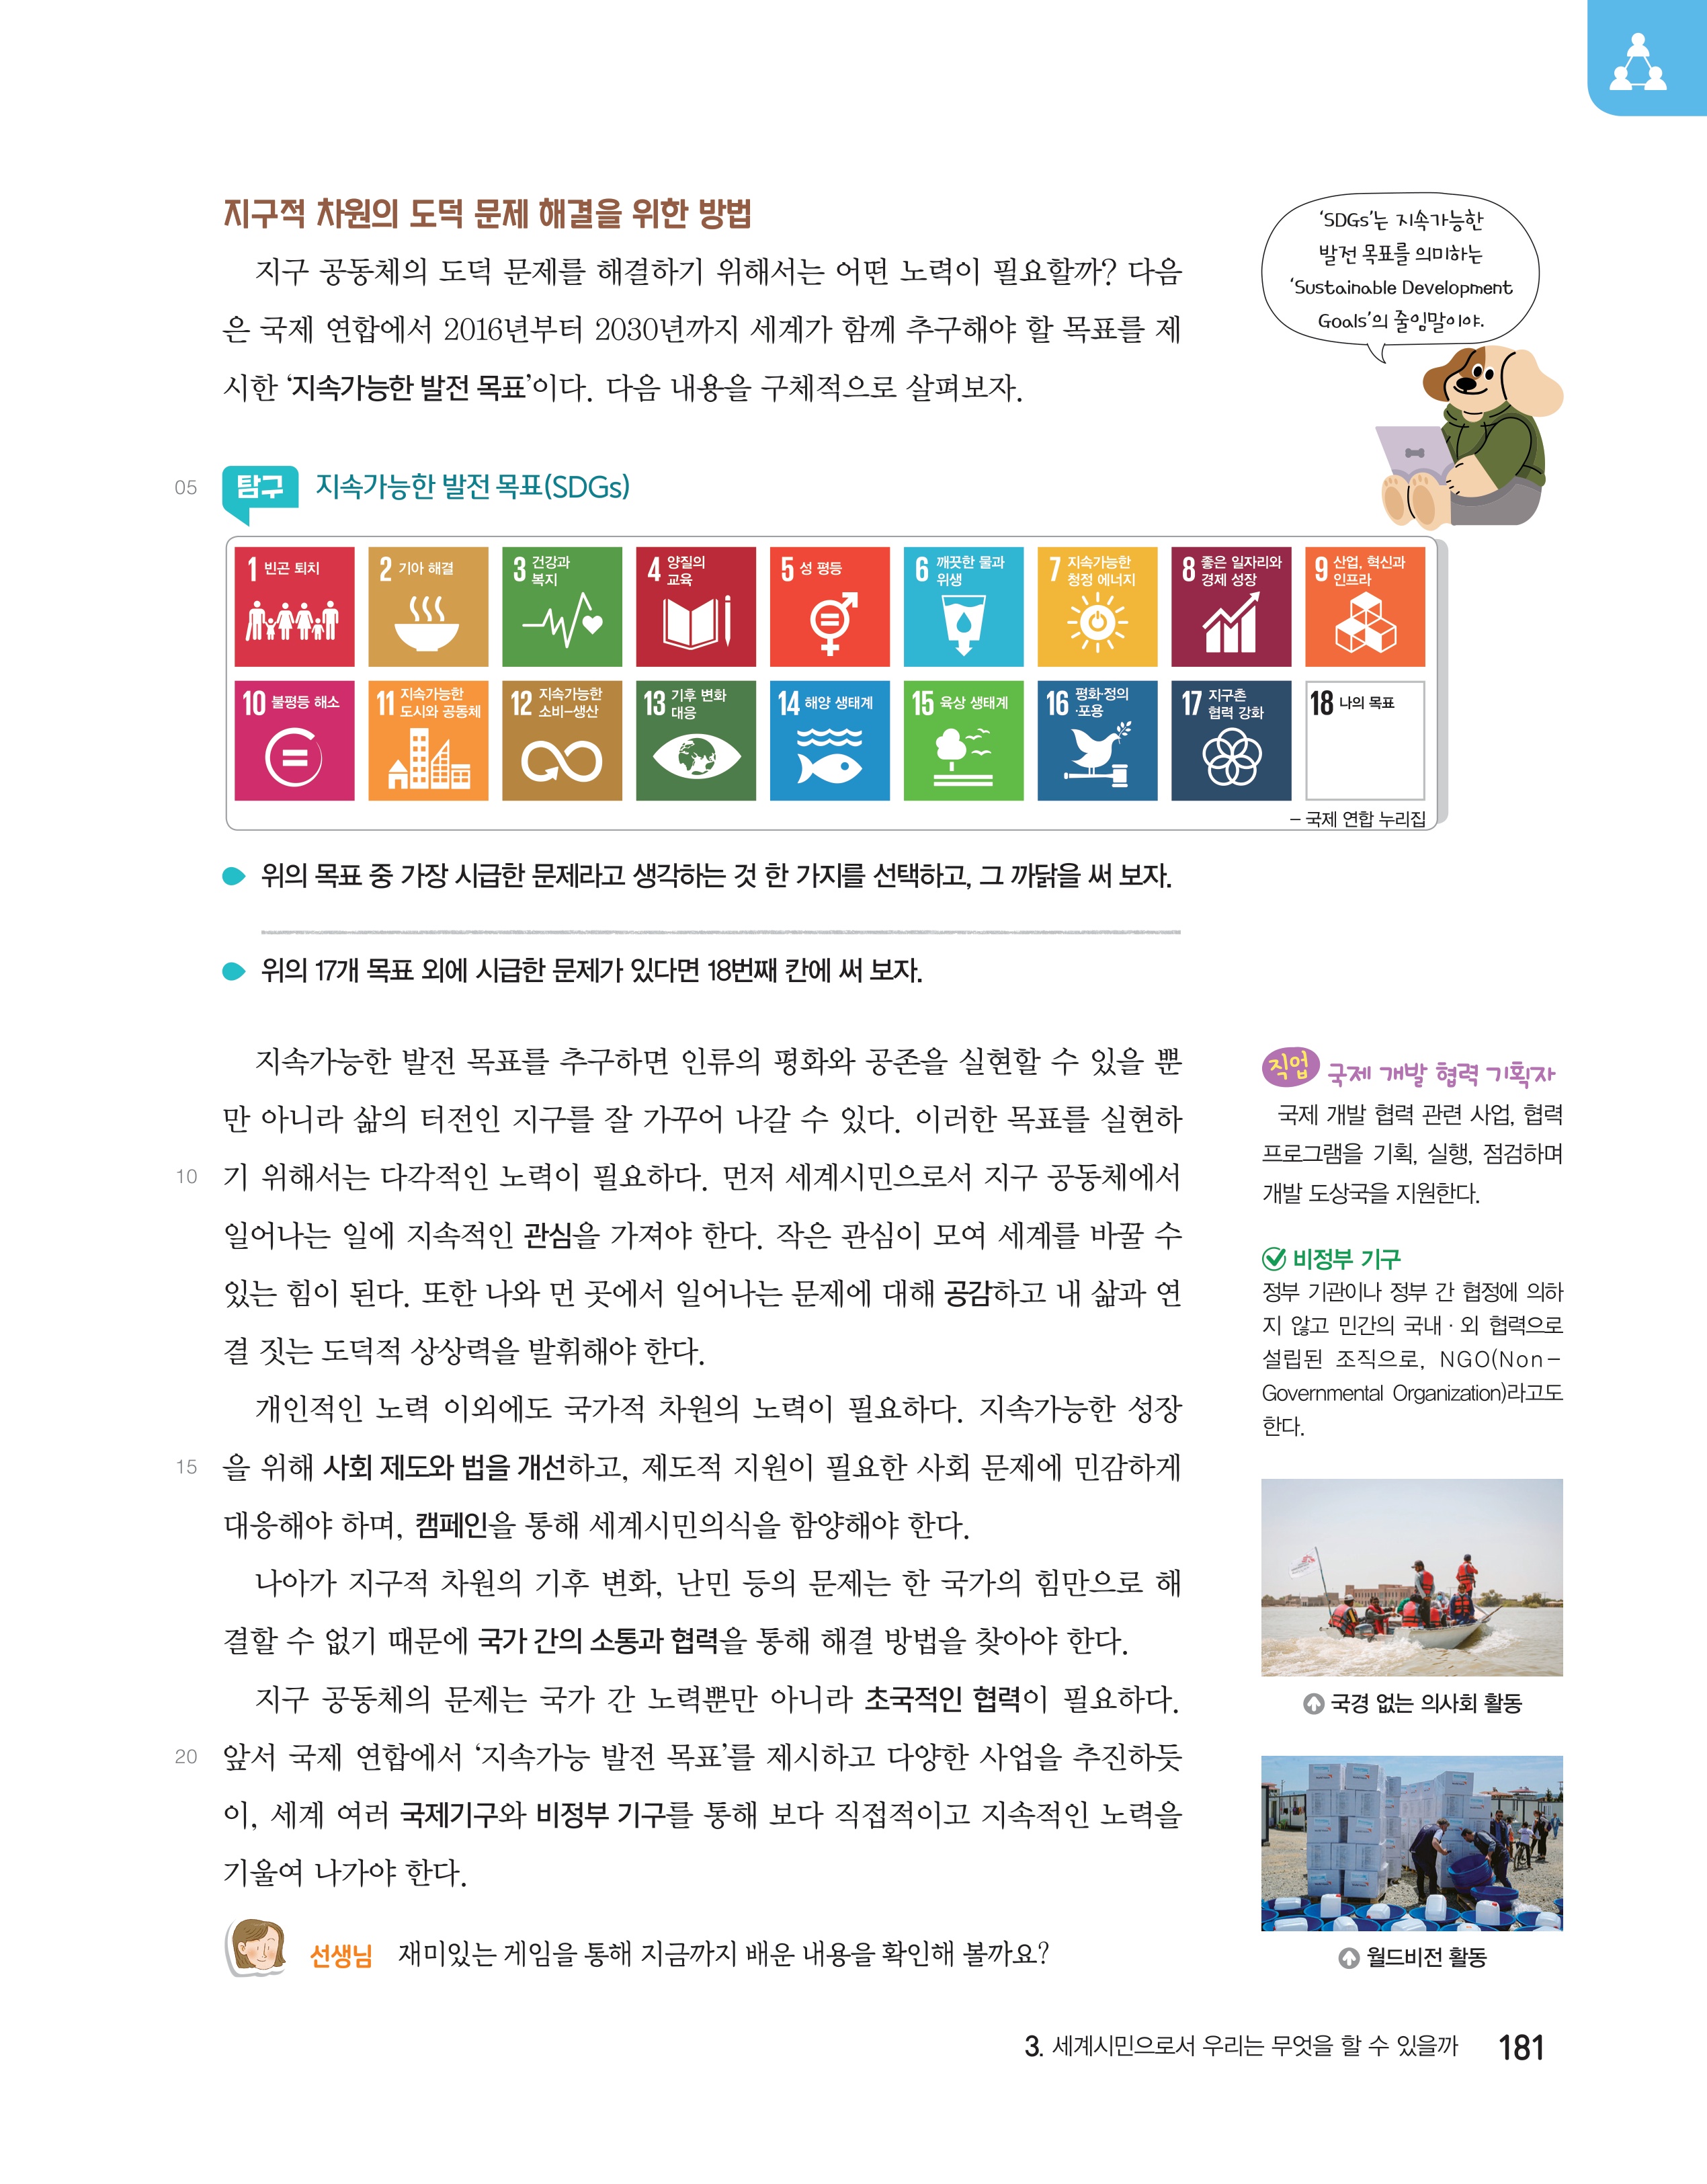 지구적 차원의 도덕 문제 해결을 위한 방법
지구 공동체의 도덕 문제를 해결하기 위해서는 어떤 노력이 필요할까? 다음
은 국제 연합에서 2016년부터 2030년까지 세계가 함께 추구해야 할 목표를 제
시한 ‘지속가능한 발전 목표’이다. 다음 내용을 구체적으로 살펴보자.
‘SDGs’는 지속가능한
발전 목표를 의미하는
‘Sustainable Development
Goals’의 줄임말이야.
05 탐구 지속가능한 발전 목표(SDGs)
1 빈곤 퇴치
2 기아 해결
3 건강과
복지
4 양질의
교육
5 성 평등
6 깨끗한 물과
위생
7 지속가능한
청정 에너지
8 좋은 일자리와
경제 성장
9 산업, 혁신과
인프라
10 불평등 해소
11 지속가능한
도시와 공동체
12 지속가능한
소비-생산
13 기후 변화
대응
14 해양 생태계
15 육상 생태계
16 평화·정의
·포용
17 지구촌
협력 강화
18 나의 목표
– 국제 연합 누리집
위의 목표 중 가장 시급한 문제라고 생각하는 것 한 가지를 선택하고, 그 까닭을 써 보자.
위의 17개 목표 외에 시급한 문제가 있다면 18번째 칸에 써 보자.
지속가능한 발전 목표를 추구하면 인류의 평화와 공존을 실현할 수 있을 뿐
만 아니라 삶의 터전인 지구를 잘 가꾸어 나갈 수 있다. 이러한 목표를 실현하
10 기 위해서는 다각적인 노력이 필요하다. 먼저 세계시민으로서 지구 공동체에서
일어나는 일에 지속적인 관심을 가져야 한다. 작은 관심이 모여 세계를 바꿀 수
있는 힘이 된다. 또한 나와 먼 곳에서 일어나는 문제에 대해 공감하고 내 삶과 연
결 짓는 도덕적 상상력을 발휘해야 한다.
개인적인 노력 이외에도 국가적 차원의 노력이 필요하다. 지속가능한 성장
15 을 위해 사회 제도와 법을 개선하고, 제도적 지원이 필요한 사회 문제에 민감하게
대응해야 하며, 캠페인을 통해 세계시민의식을 함양해야 한다.
나아가 지구적 차원의 기후 변화, 난민 등의 문제는 한 국가의 힘만으로 해
결할 수 없기 때문에 국가 간의 소통과 협력을 통해 해결 방법을 찾아야 한다.
지구 공동체의 문제는 국가 간 노력뿐만 아니라 초국적인 협력이 필요하다.
20 앞서 국제 연합에서 ‘지속가능 발전 목표’를 제시하고 다양한 사업을 추진하듯
이, 세계 여러 국제기구와 비정부 기구를 통해 보다 직접적이고 지속적인 노력을
기울여 나가야 한다.
선생님 재미있는 게임을 통해 지금까지 배운 내용을 확인해 볼까요?
직업 국제 개발 협력 기획자
국제 개발 협력 관련 사업, 협력
프로그램을 기획, 실행, 점검하며
개발 도상국을 지원한다.
비정부 기구
정부 기관이나 정부 간 협정에 의하
지 않고 민간의 국내·외 협력으로
설립된 조직으로, NGO(Non-
Governmental Organization)라고도
한다.
국경 없는 의사회 활동
월드비전 활동
3. 세계시민으로서 우리는 무엇을 할 수 있을까 181